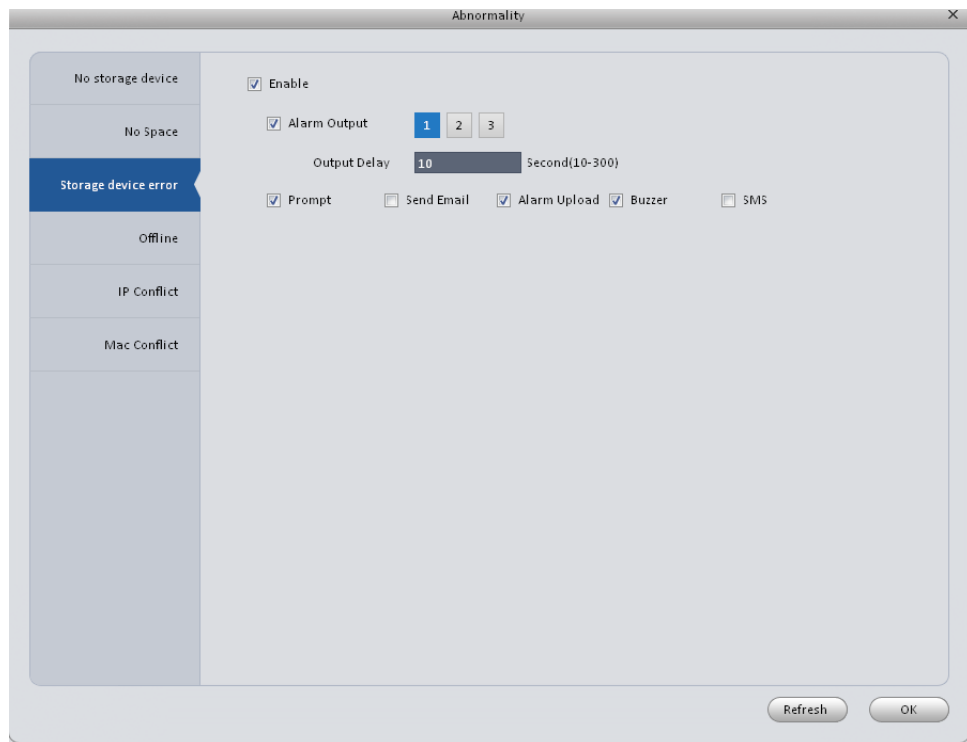 Abnormality
No storage device
No Space
Storage device error
Offline
IP Conflict
Mac Conflict
Enable
Alarm Output 1 2 3
Output Delay 10 Second(10-300)
Prompt Send Email Alarm Upload Buzzer SMS
Refresh OK